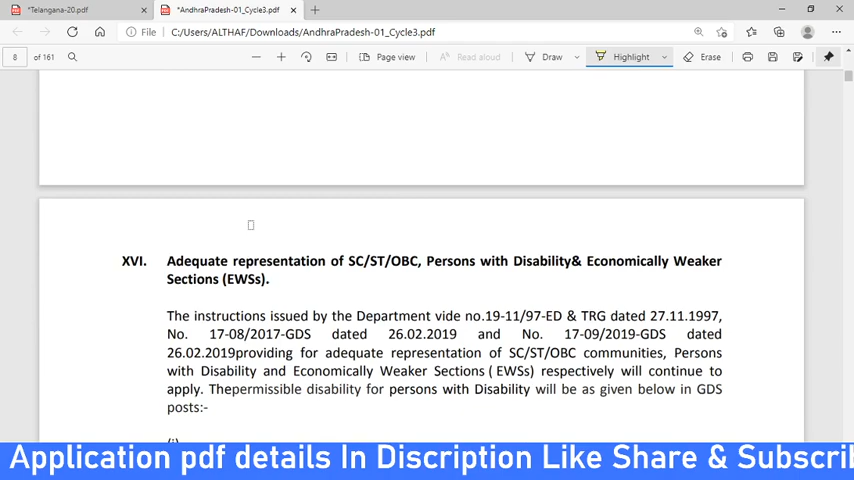 *Telangana-20.pdf
*AndhraPradesh-01_Cycle3.pdf
File C:/Users/ALTHAF/Downloads/AndhraPradesh-01_Cycle3.pdf
8 of 161 Page view Read aloud Draw Highlight Erase
XVI. Adequate representation of SC/ST/OBC, Persons with Disability& Economically Weaker
Sections (EWSs).
The instructions issued by the Department vide no.19-11/97-ED & TRG dated 27.11.1997,
No. 17-08/2017-GDS dated 26.02.2019 and No. 17-09/2019-GDS dated
26.02.2019providing for adequate representation of SC/ST/OBC communities, Persons
with Disability and Economically Weaker Sections ( EWSs) respectively will continue to
apply. Thepermissible disability for persons with Disability will be as given below in GDS
posts:-
(i)
Application pdf details In Discription Like Share & Subscrib